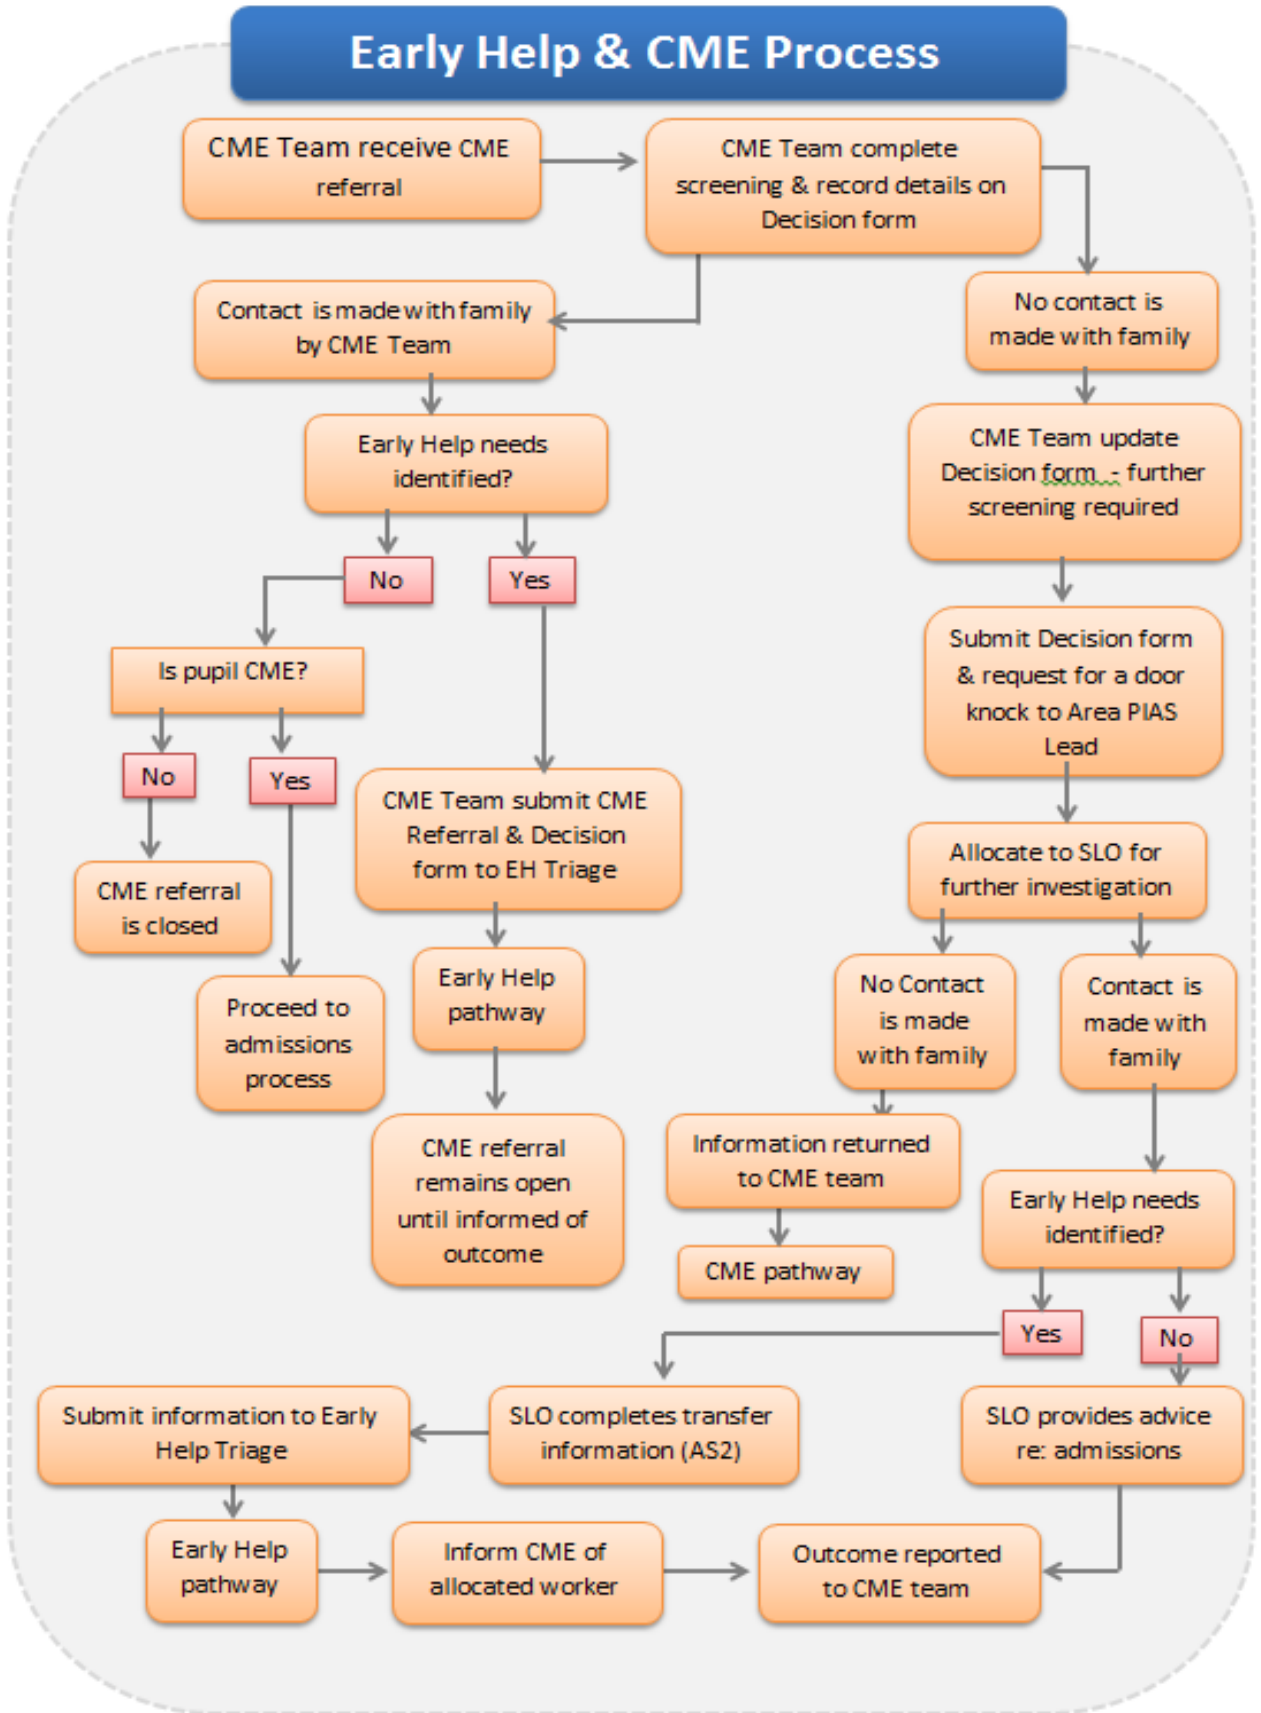 Early Help & CME Process
CME Team receive CME
referral
CME Team complete
screening & record details on
Decision form
Contact is made with family
by CME Team
No contact is
made with family
Early Help needs
identified?
CME Team update
Decision form - further
screening required
No
Yes
Is pupil CME?
Submit Decision form
& request for a door
knock to Area PIAS
Lead
No
Yes
CME Team submit CME
Referral & Decision
form to EH Triage
Allocate to SLO for
further investigation
CME referral
is closed
Early Help
pathway
No Contact
is made
with family
Contact is
made with
family
Proceed to
admissions
process
CME referral
remains open
until informed of
outcome
Information returned
to CME team
Early Help needs
identified?
CME pathway
Yes
No
Submit information to Early
Help Triage
SLO completes transfer
information (AS2)
SLO provides advice
re: admissions
Early Help
pathway
Inform CME of
allocated worker
Outcome reported
to CME team